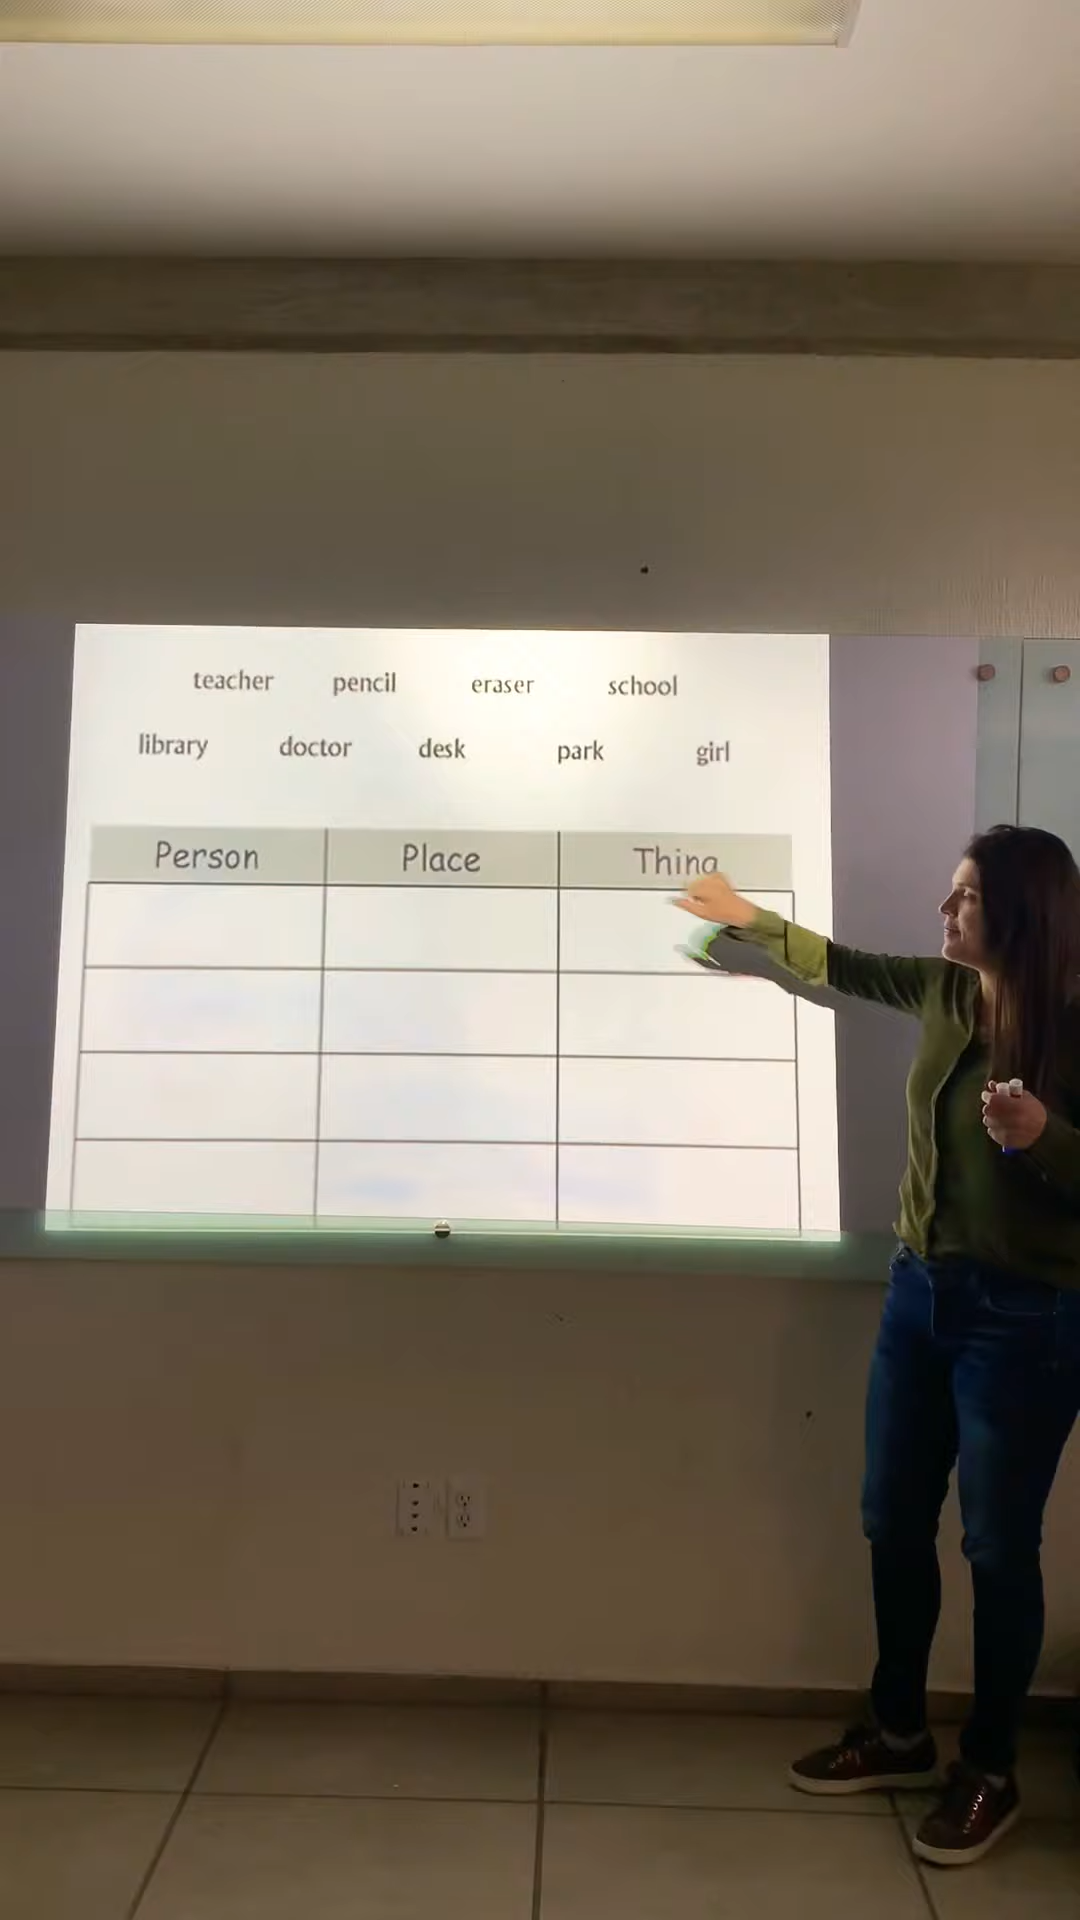 teacher pencil eraser school
library doctor desk park girl
Person Place Thing